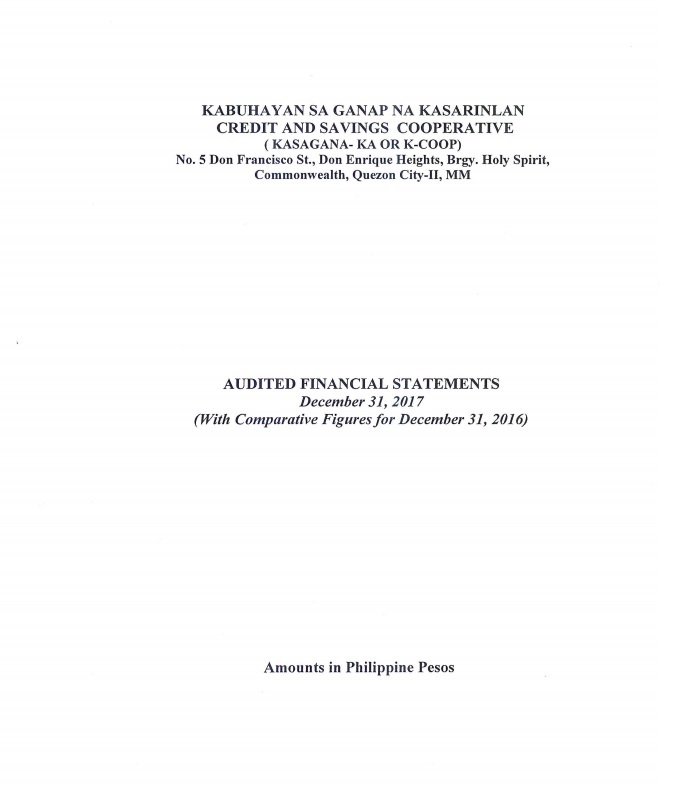 KABUHAYAN SA GANAP NA KASARINLAN
CREDIT AND SAVINGS COOPERATIVE
( KASAGANA- KA OR K-COOP)
No. 5 Don Francisco St., Don Enrique Heights, Brgy. Holy Spirit,
Commonwealth, Quezon City-II, MM
AUDITED FINANCIAL STATEMENTS
December 31, 2017
(With Comparative Figures for December 31, 2016)
Amounts in Philippine Pesos